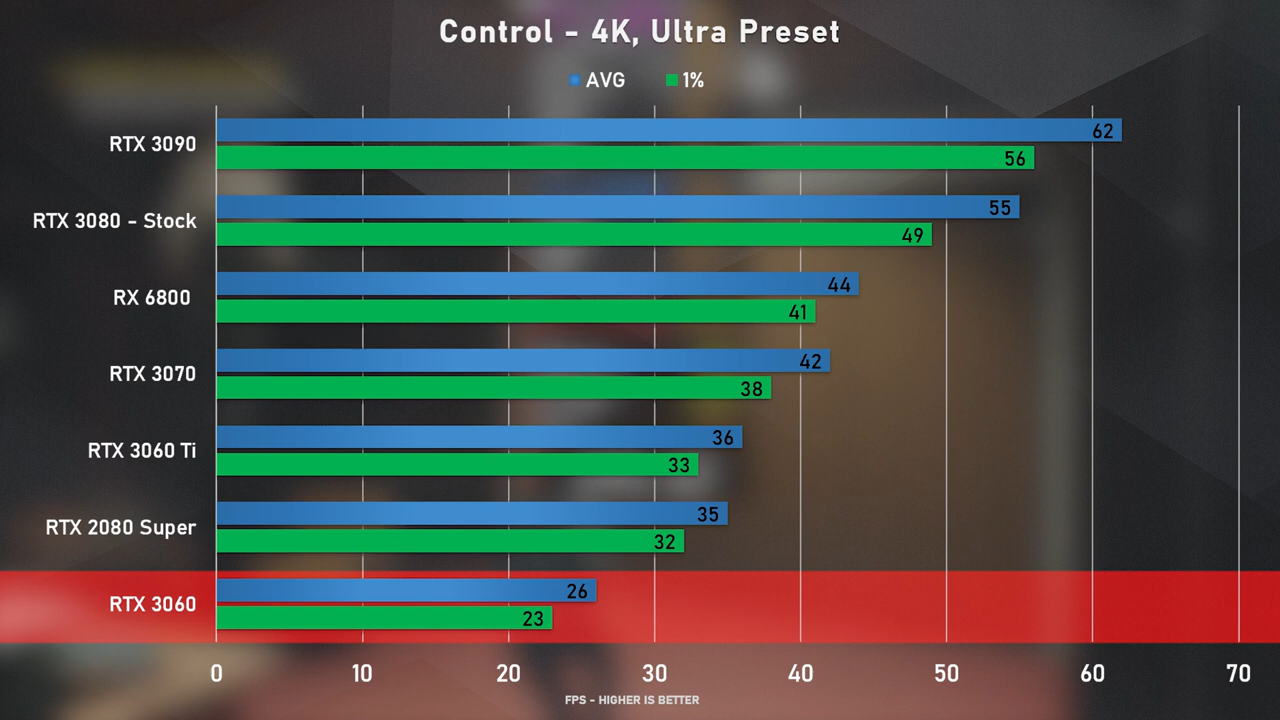 Control - 4K, Ultra Preset
AVG 1%
RTX 3090 62
56
RTX 3080 - Stock 55
49
RX 6800 44
41
RTX 3070 42
38
RTX 3060 Ti 36
33
RTX 2080 Super 35
32
RTX 3060 26
23
0 10 20 30 40 50 60 70
FPS - HIGHER IS BETTER